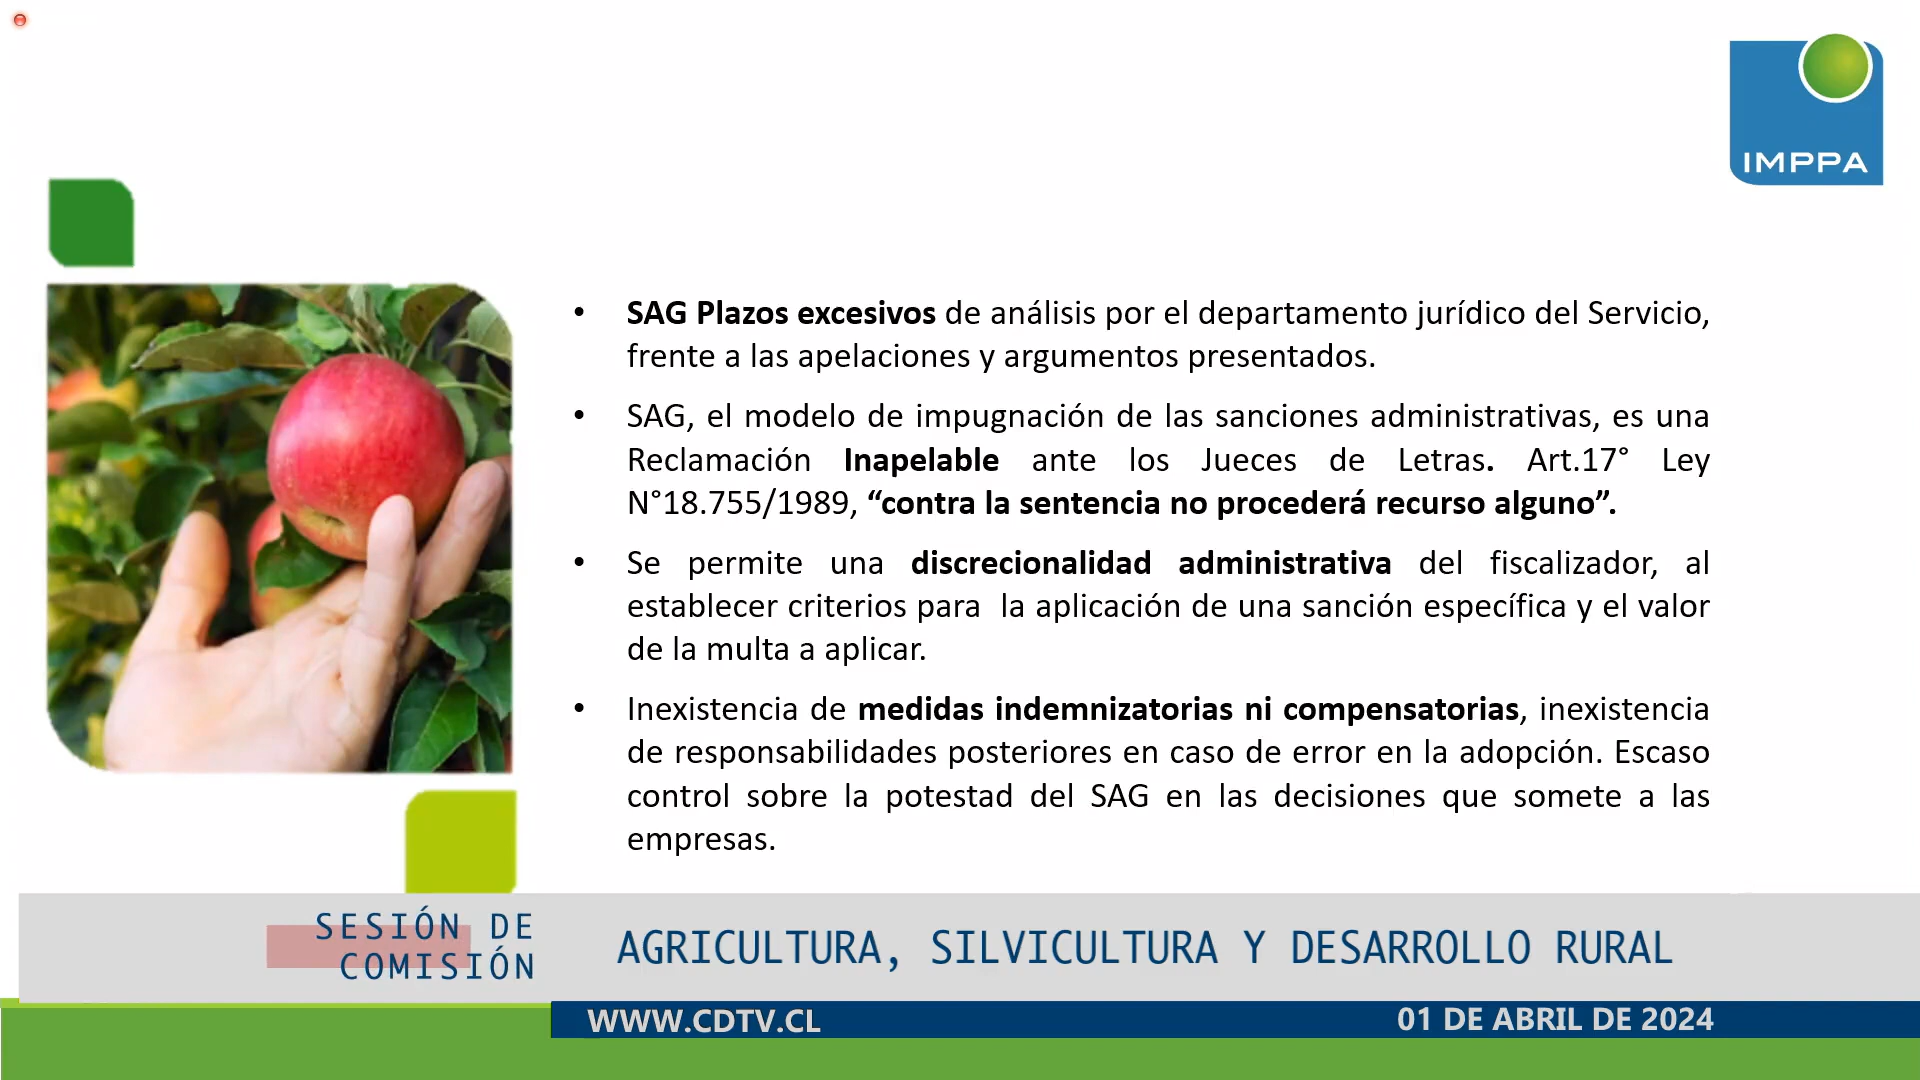 IMPPA
• SAG Plazos excesivos de análisis por el departamento jurídico del Servicio,
frente a las apelaciones y argumentos presentados.
• SAG, el modelo de impugnación de las sanciones administrativas, es una
Reclamación Inapelable ante los Jueces de Letras. Art.17° Ley
N°18.755/1989, “contra la sentencia no procederá recurso alguno”.
• Se permite una discrecionalidad administrativa del fiscalizador, al
establecer criterios para la aplicación de una sanción específica y el valor
de la multa a aplicar.
• Inexistencia de medidas indemnizatorias ni compensatorias, inexistencia
de responsabilidades posteriores en caso de error en la adopción. Escaso
control sobre la potestad del SAG en las decisiones que somete a las
empresas.
SESIÓN DE
COMISIÓN
AGRICULTURA, SILVICULTURA Y DESARROLLO RURAL
WWW.CDTV.CL
01 DE ABRIL DE 2024